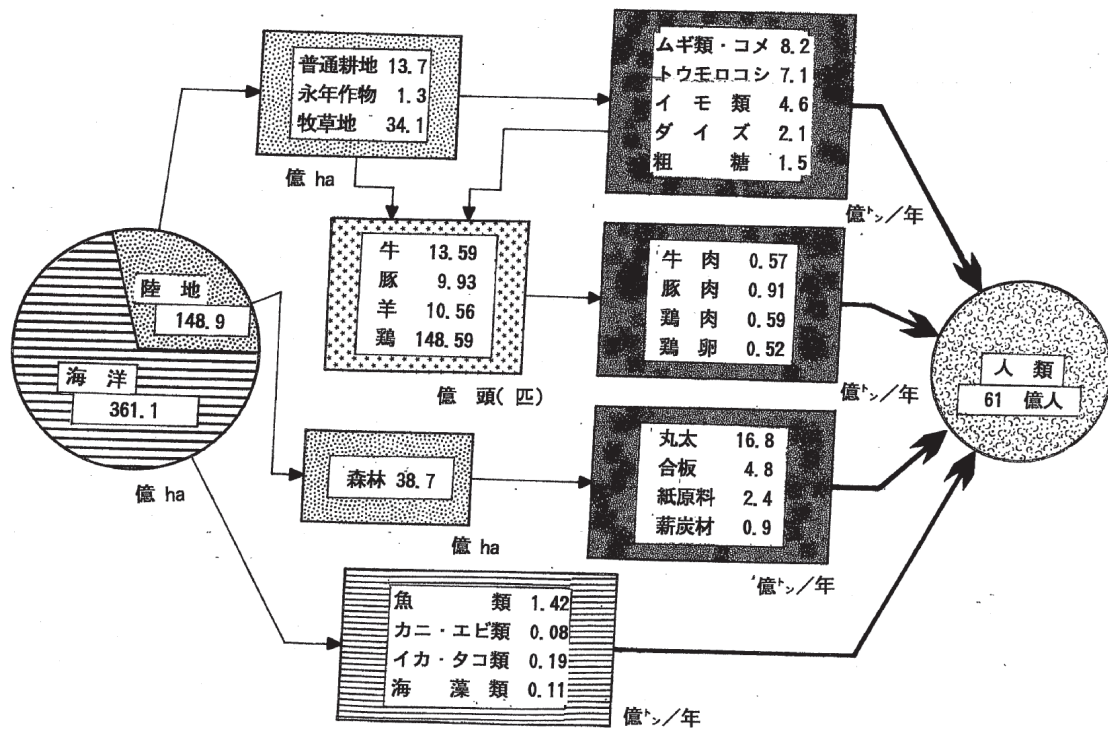 普通耕地 13.7
永年作物 1.3
牧草地 34.1
億 ha
ムギ類・コメ 8.2
トウモロコシ 7.1
イモ類 4.6
ダイズ 2.1
粗糖 1.5
億トン/年
牛 13.59
豚 9.93
羊 10.56
鶏 148.59
億 頭(匹)
牛肉 0.57
豚肉 0.91
鶏肉 0.59
鶏卵 0.52
億トン/年
陸地
148.9
海洋
361.1
億 ha
森林 38.7
億 ha
丸太 16.8
合板 4.8
紙原料 2.4
薪炭材 0.9
億トン/年
魚類 1.42
カニ・エビ類 0.08
イカ・タコ類 0.19
海藻類 0.11
億トン/年
人類
61 億人